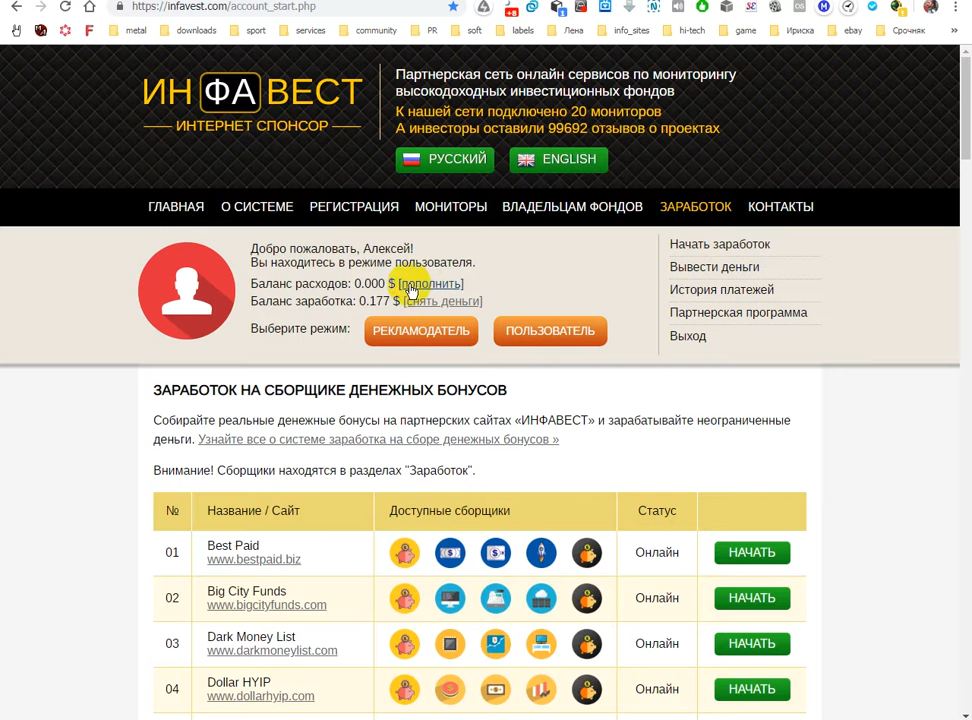 https://infavest.com/account_start.php
+8
1
metal
downloads
sport
services
community
PR
soft
labels
Лена
info_sites
hi-tech
game
Ириска
ebay
Срочняк
»
ИНФАВЕСТ
ИНТЕРНЕТ СПОНСОР
Партнерская сеть онлайн сервисов по мониторингу
высокодоходных инвестиционных фондов
К нашей сети подключено 20 мониторов
А инвесторы оставили 99692 отзывов о проектах
РУССКИЙ
ENGLISH
ГЛАВНАЯ О СИСТЕМЕ РЕГИСТРАЦИЯ МОНИТОРЫ ВЛАДЕЛЬЦАМ ФОНДОВ ЗАРАБОТОК КОНТАКТЫ
Добро пожаловать, Алексей!
Вы находитесь в режиме пользователя.
Баланс расходов: 0.000 $ [пополнить]
Баланс заработка: 0.177 $ [снять деньги]
Выберите режим: РЕКЛАМОДАТЕЛЬ ПОЛЬЗОВАТЕЛЬ
Начать заработок
Вывести деньги
История платежей
Партнерская программа
Выход
ЗАРАБОТОК НА СБОРЩИКЕ ДЕНЕЖНЫХ БОНУСОВ
Собирайте реальные денежные бонусы на партнерских сайтах «ИНФАВЕСТ» и зарабатывайте неограниченные
деньги. Узнайте все о системе заработка на сборе денежных бонусов »
Внимание! Сборщики находятся в разделах "Заработок".
№ Название / Сайт Доступные сборщики Статус
01 Best Paid Онлайн НАЧАТЬ
www.bestpaid.biz
02 Big City Funds Онлайн НАЧАТЬ
www.bigcityfunds.com
03 Dark Money List Онлайн НАЧАТЬ
www.darkmoneylist.com
04 Dollar HYIP Онлайн НАЧАТЬ
www.dollarhyip.com